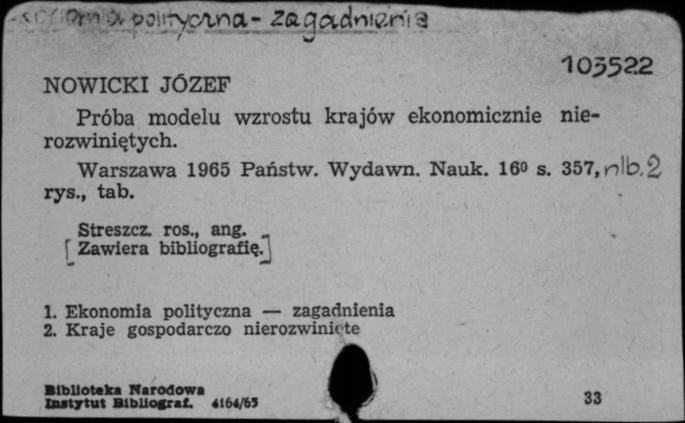 Ekonomia polityczna - zagadnienia
103522
NOWICKI JÓZEF
Próba modelu wzrostu krajów ekonomicznie nie-
rozwiniętych.
Warszawa 1965 Państw. Wydawn. Nauk. 16⁰ s. 357, nlb. 2
rys., tab.
Streszcz. ros., ang.
[Zawiera bibliografię.]
1. Ekonomia polityczna — zagadnienia
2. Kraje gospodarczo nierozwinięte
Biblioteka Narodowa
Instytut Bibliograf. 4164/65
33